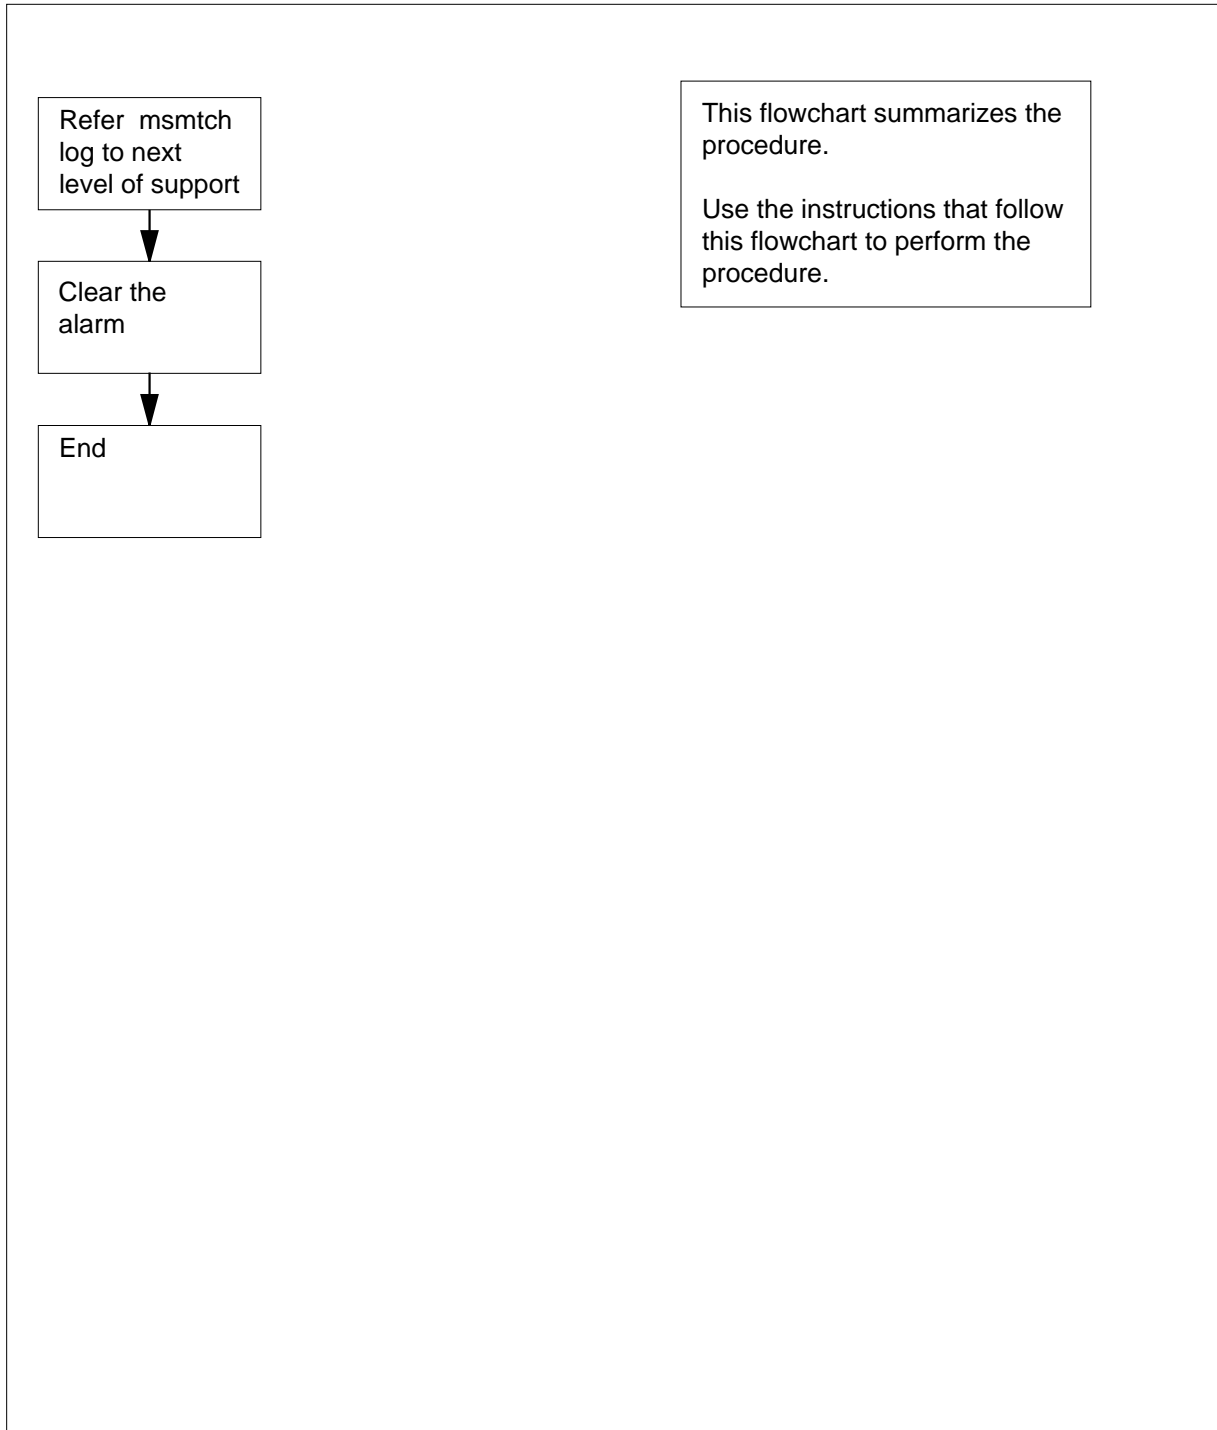 Refer  msmtch
log to next
level of support
Clear the
alarm
End
This flowchart summarizes the
procedure.
Use the instructions that follow
this flowchart to perform the
procedure.